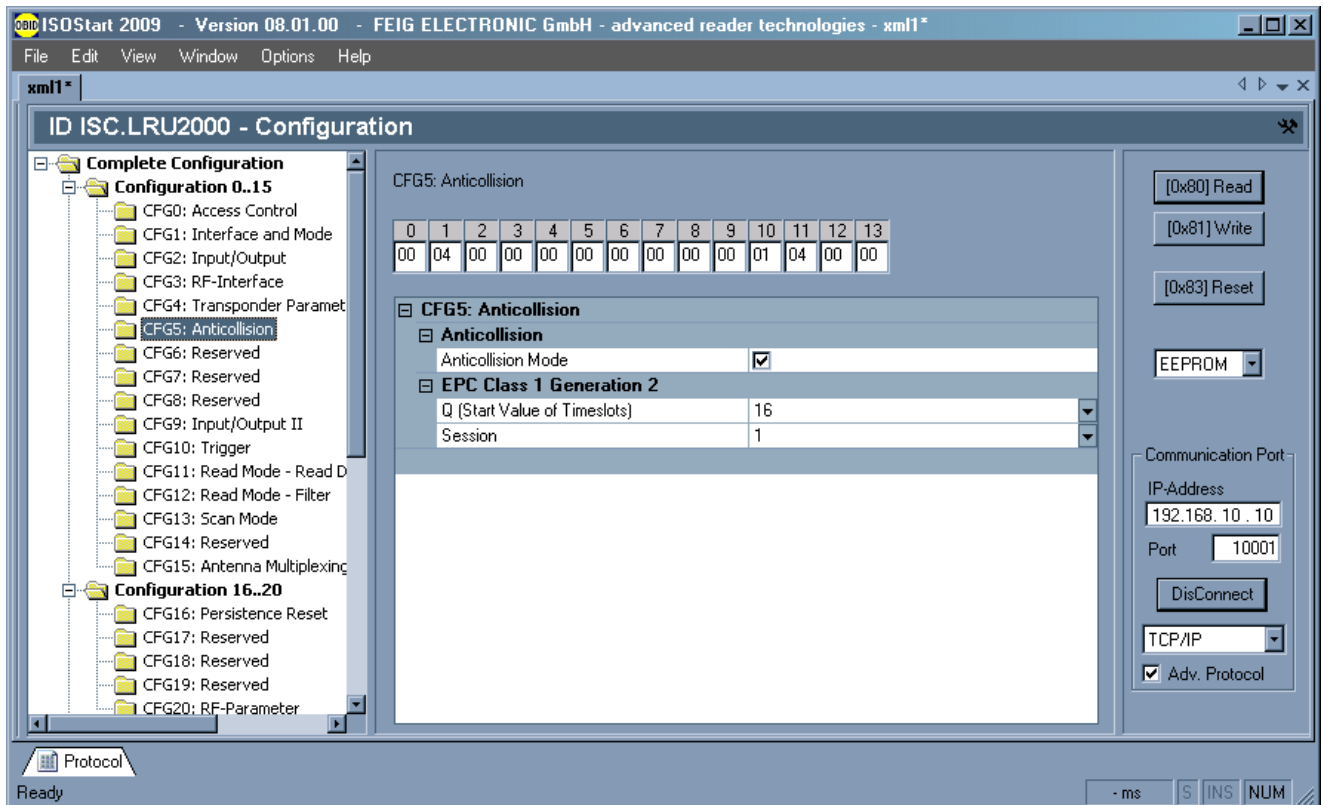 OBID ISOStart 2009 - Version 08.01.00 - FEIG ELECTRONIC GmbH - advanced reader technologies - xml1*
File Edit View Window Options Help
xml1*
ID ISC.LRU2000 - Configuration
Complete Configuration
Configuration 0..15
CFG0: Access Control
CFG1: Interface and Mode
CFG2: Input/Output
CFG3: RF-Interface
CFG4: Transponder Paramet
CFG5: Anticollision
CFG6: Reserved
CFG7: Reserved
CFG8: Reserved
CFG9: Input/Output II
CFG10: Trigger
CFG11: Read Mode - Read D
CFG12: Read Mode - Filter
CFG13: Scan Mode
CFG14: Reserved
CFG15: Antenna Multiplexing
Configuration 16..20
CFG16: Persistence Reset
CFG17: Reserved
CFG18: Reserved
CFG19: Reserved
CFG20: RF-Parameter
CFG5: Anticollision
0 1 2 3 4 5 6 7 8 9 10 11 12 13
00 04 00 00 00 00 00 00 00 00 01 04 00 00
CFG5: Anticollision
Anticollision
Anticollision Mode
EPC Class 1 Generation 2
Q (Start Value of Timeslots) 16
Session 1
[0x80] Read
[0x81] Write
[0x83] Reset
EEPROM
Communication Port
IP-Address
192.168. 10 . 10
Port 10001
DisConnect
TCP/IP
Adv. Protocol
Protocol
Ready - ms S INS NUM